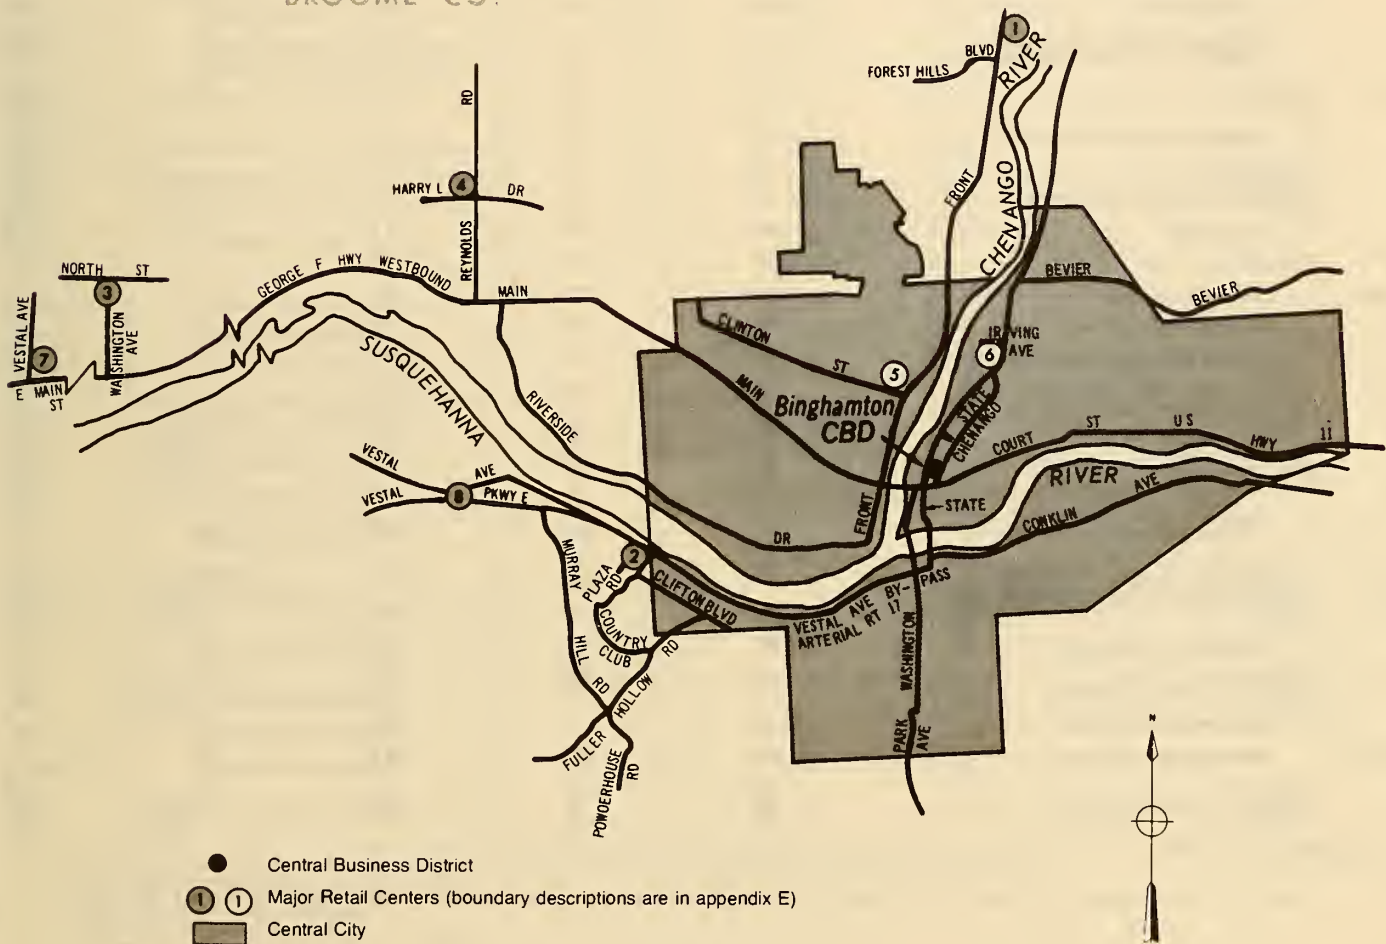 BROOME CO.
1
RIVER
BLVD
FOREST HILLS
FRONT
CHENANGO
HARRY L DR
4
RD
REYNOLDS
NORTH ST
3
WASHINGTON AVE
VESTAL AVE
7
E MAIN ST
GEORGE F HWY WESTBOUND
MAIN
BEVIER
BEVIER
SUSQUEHANNA
RIVERSIDE
DR
CLINTON ST
MAIN
5
6
IRVING AVE
Binghamton
CBD
STATE
CHENANGO
COURT ST US HWY 11
RIVER
STATE
FRONT
CONKLIN AVE
VESTAL AVE
VESTAL PKWY E
8
2
PLAZA RD
CLIFTON BLVD
MURRAY HILL RD
COUNTRY CLUB RD
FULLER HOLLOW
POWDERHOUSE RD
VESTAL AVE BY-PASS
ARTERIAL RT 17
WASHINGTON
PARK AVE
N
Central Business District
1 1 Major Retail Centers (boundary descriptions are in appendix E)
Central City